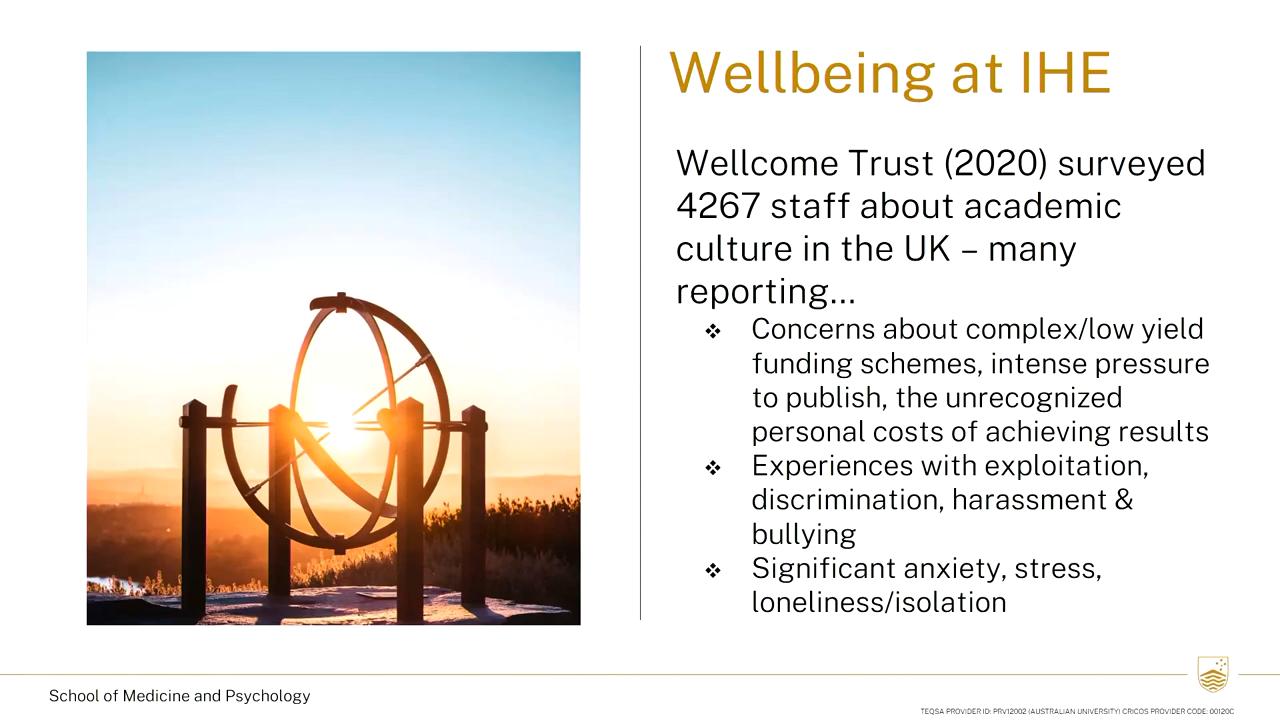 Wellbeing at IHE
Wellcome Trust (2020) surveyed
4267 staff about academic
culture in the UK – many
reporting…
❖ Concerns about complex/low yield
funding schemes, intense pressure
to publish, the unrecognized
personal costs of achieving results
❖ Experiences with exploitation,
discrimination, harassment &
bullying
❖ Significant anxiety, stress,
loneliness/isolation
School of Medicine and Psychology
TEQSA PROVIDER ID: PRV12002 (AUSTRALIAN UNIVERSITY) CRICOS PROVIDER CODE: 00120C